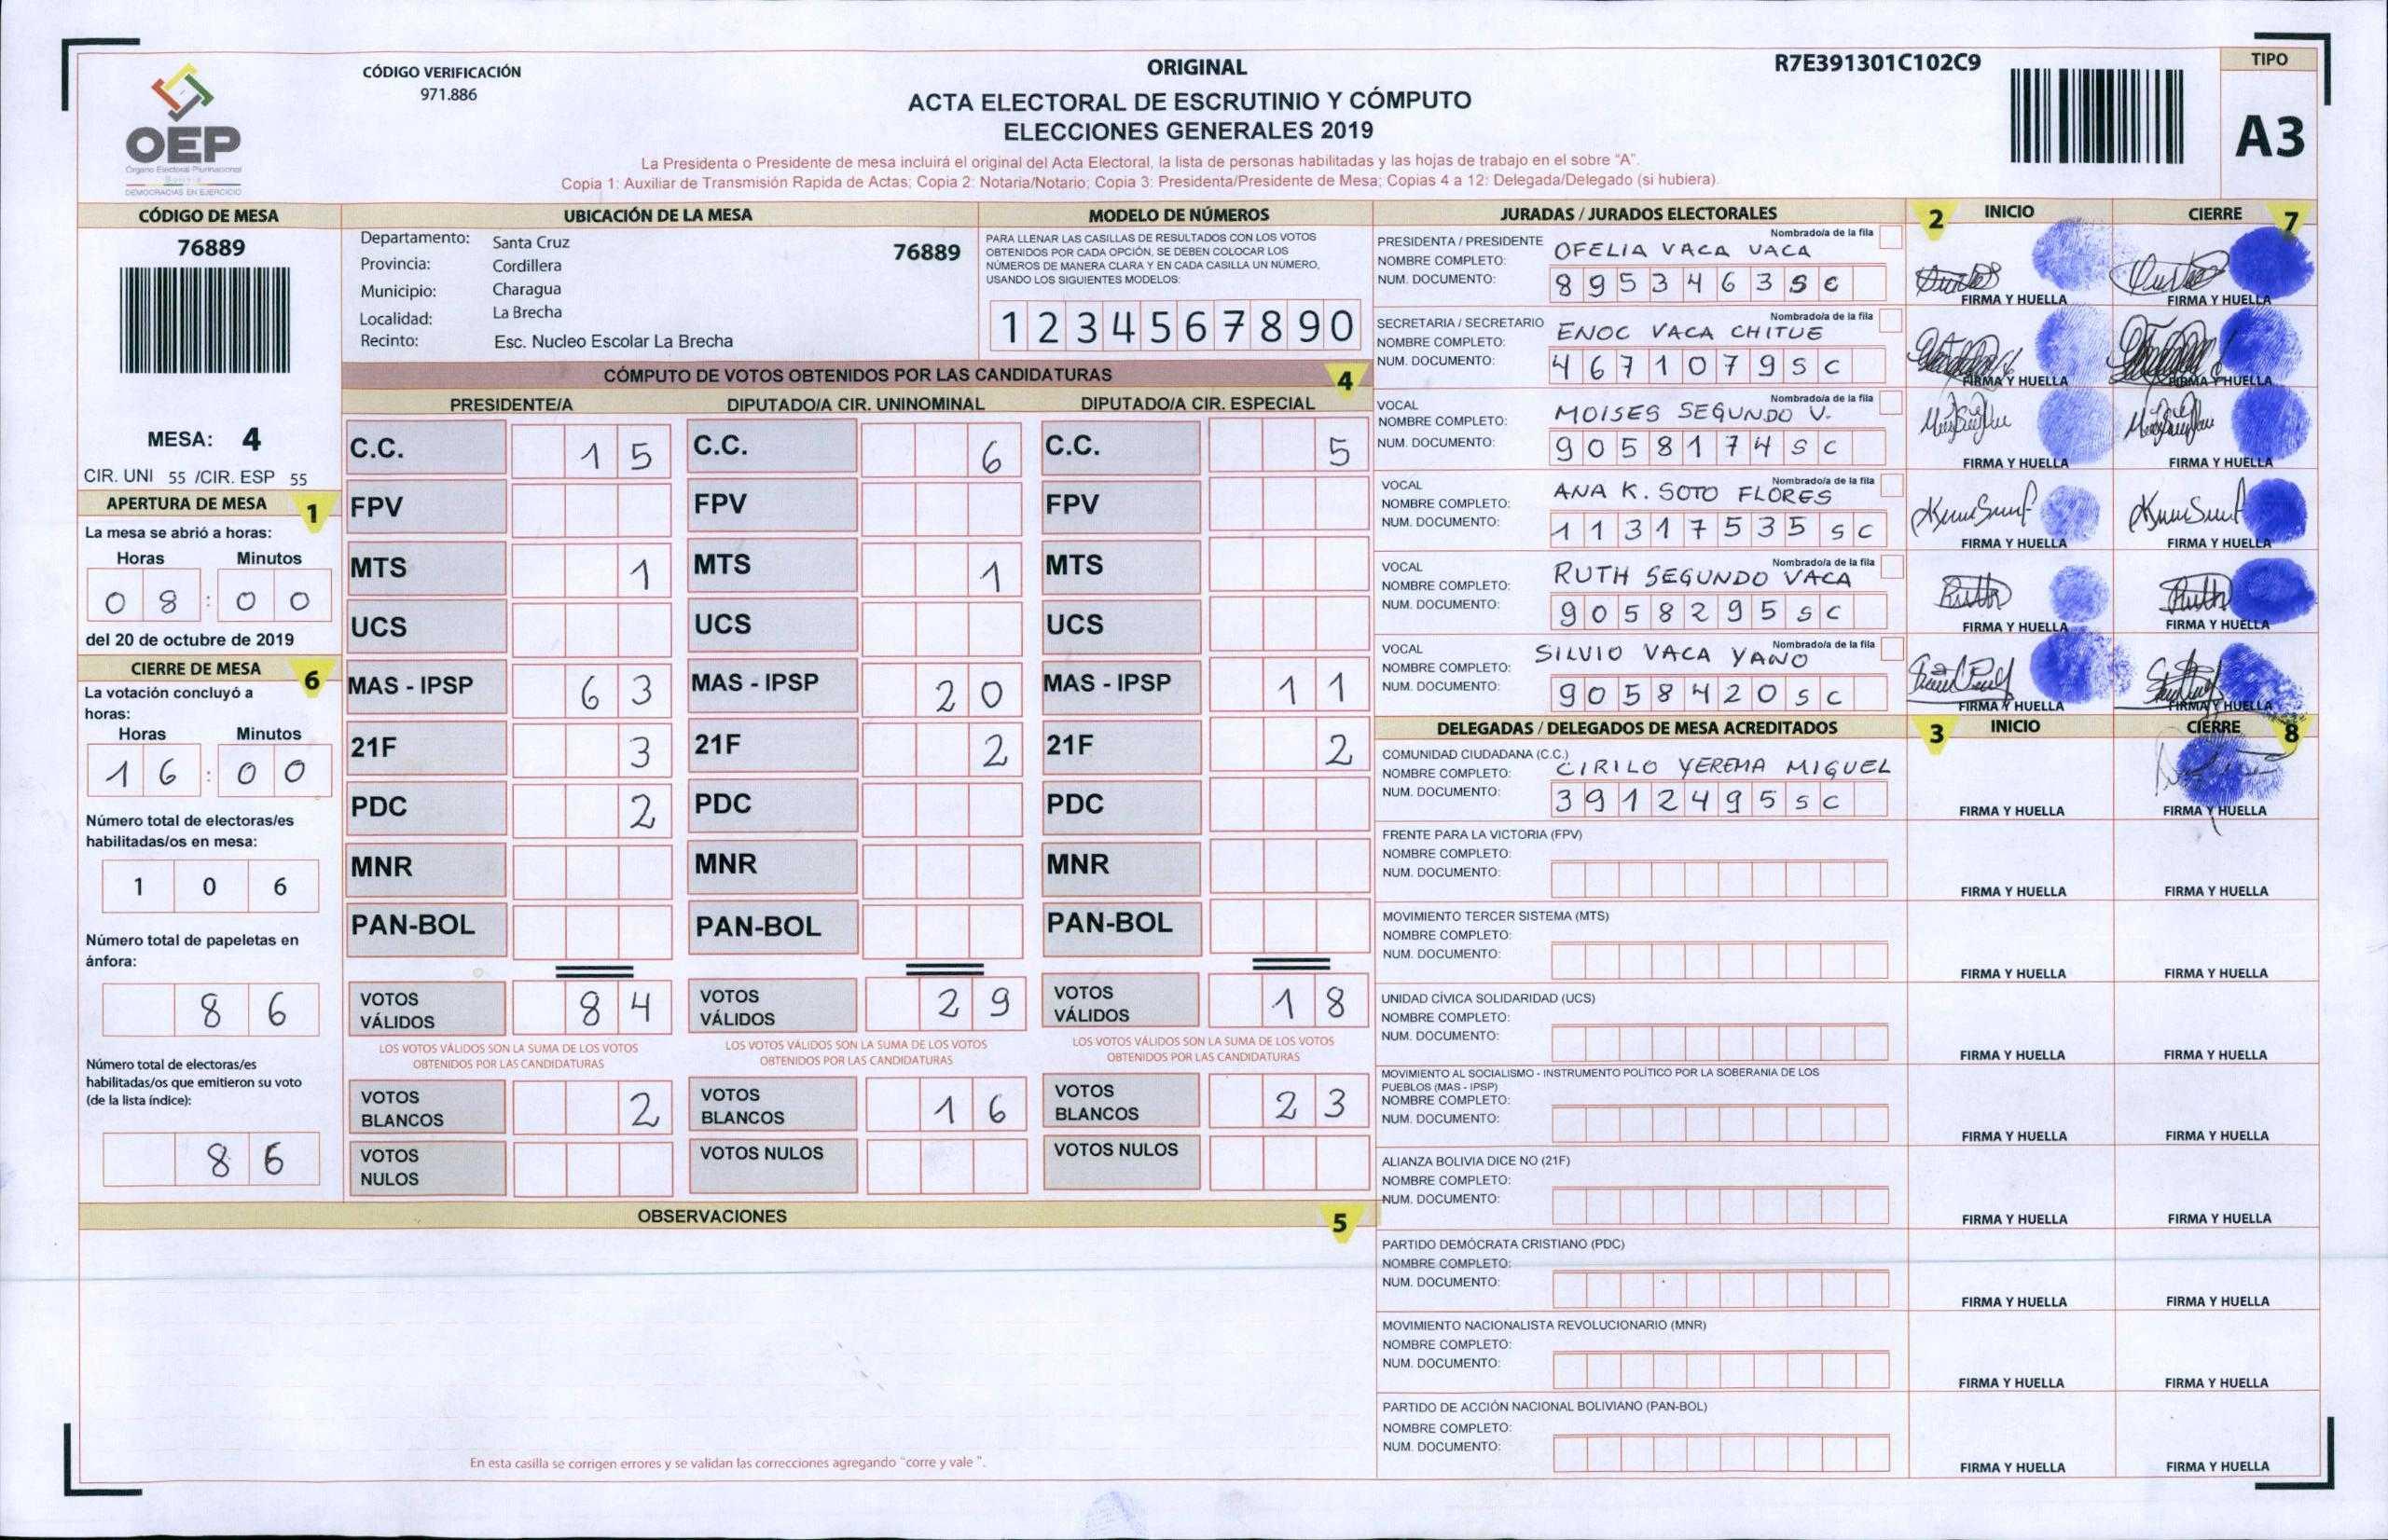 OEP
Órgano Electoral Plurinacional
DEMOCRACIAS EN EJERCICIO
CÓDIGO VERIFICACIÓN
971.886
ORIGINAL
ACTA ELECTORAL DE ESCRUTINIO Y CÓMPUTO
ELECCIONES GENERALES 2019
La Presidenta o Presidente de mesa incluirá el original del Acta Electoral, la lista de personas habilitadas y las hojas de trabajo en el sobre "A".
Copia 1: Auxiliar de Transmisión Rapida de Actas; Copia 2: Notaria/Notario; Copia 3: Presidenta/Presidente de Mesa; Copias 4 a 12: Delegada/Delegado (si hubiera).
R7E391301C102C9
TIPO
A3
CÓDIGO DE MESA
76889
MESA: 4
CIR. UNI 55 /CIR. ESP 55
APERTURA DE MESA 1
La mesa se abrió a horas:
Horas Minutos
08:00
del 20 de octubre de 2019
CIERRE DE MESA 6
La votación concluyó a
horas:
Horas Minutos
16:00
Número total de electoras/es
habilitadas/os en mesa:
106
Número total de papeletas en
ánfora:
86
Número total de electoras/es
habilitadas/os que emitieron su voto
(de la lista índice):
86
UBICACIÓN DE LA MESA
Departamento: Santa Cruz 76889
Provincia: Cordillera
Municipio: Charagua
Localidad: La Brecha
Recinto: Esc. Nucleo Escolar La Brecha
MODELO DE NÚMEROS
PARA LLENAR LAS CASILLAS DE RESULTADOS CON LOS VOTOS
OBTENIDOS POR CADA OPCIÓN, SE DEBEN COLOCAR LOS
NÚMEROS DE MANERA CLARA Y EN CADA CASILLA UN NÚMERO,
USANDO LOS SIGUIENTES MODELOS:
1234567890
CÓMPUTO DE VOTOS OBTENIDOS POR LAS CANDIDATURAS 4
PRESIDENTE/A DIPUTADO/A CIR. UNINOMINAL DIPUTADO/A CIR. ESPECIAL
C.C. 15 C.C. 6 C.C. 5
FPV FPV FPV
MTS 1 MTS 1 MTS
UCS UCS UCS
MAS - IPSP 63 MAS - IPSP 20 MAS - IPSP 11
21F 3 21F 2 21F 2
PDC 2 PDC PDC
MNR MNR MNR
PAN-BOL PAN-BOL PAN-BOL
VOTOS VÁLIDOS 84 VOTOS VÁLIDOS 29 VOTOS VÁLIDOS 18
LOS VOTOS VÁLIDOS SON LA SUMA DE LOS VOTOS LOS VOTOS VÁLIDOS SON LA SUMA DE LOS VOTOS LOS VOTOS VÁLIDOS SON LA SUMA DE LOS VOTOS
OBTENIDOS POR LAS CANDIDATURAS OBTENIDOS POR LAS CANDIDATURAS OBTENIDOS POR LAS CANDIDATURAS
VOTOS BLANCOS 2 VOTOS BLANCOS 16 VOTOS BLANCOS 23
VOTOS NULOS VOTOS NULOS VOTOS NULOS
OBSERVACIONES 5
En esta casilla se corrigen errores y se validan las correcciones agregando "corre y vale ".
JURADAS / JURADOS ELECTORALES 2 INICIO CIERRE 7
PRESIDENTA / PRESIDENTE Nombrado/a de la fila
NOMBRE COMPLETO: OFELIA VACA VACA
NUM. DOCUMENTO: 8953463 SC
FIRMA Y HUELLA FIRMA Y HUELLA
SECRETARIA / SECRETARIO Nombrado/a de la fila
NOMBRE COMPLETO: ENOC VACA CHITUE
NUM. DOCUMENTO: 4671079 SC
FIRMA Y HUELLA FIRMA Y HUELLA
VOCAL Nombrado/a de la fila
NOMBRE COMPLETO: MOISES SEGUNDO V.
NUM. DOCUMENTO: 9058174 SC
FIRMA Y HUELLA FIRMA Y HUELLA
VOCAL Nombrado/a de la fila
NOMBRE COMPLETO: ANA K. SOTO FLORES
NUM. DOCUMENTO: 11317535 SC
FIRMA Y HUELLA FIRMA Y HUELLA
VOCAL Nombrado/a de la fila
NOMBRE COMPLETO: RUTH SEGUNDO VACA
NUM. DOCUMENTO: 9058295 SC
FIRMA Y HUELLA FIRMA Y HUELLA
VOCAL Nombrado/a de la fila
NOMBRE COMPLETO: SILVIO VACA YANO
NUM. DOCUMENTO: 9058420 SC
FIRMA Y HUELLA FIRMA Y HUELLA
DELEGADAS / DELEGADOS DE MESA ACREDITADOS 3 INICIO CIERRE 8
COMUNIDAD CIUDADANA (C.C.)
NOMBRE COMPLETO: CIRILO YEREMA MIGUEL
NUM. DOCUMENTO: 3912495 SC
FIRMA Y HUELLA FIRMA Y HUELLA
FRENTE PARA LA VICTORIA (FPV)
NOMBRE COMPLETO:
NUM. DOCUMENTO:
FIRMA Y HUELLA FIRMA Y HUELLA
MOVIMIENTO TERCER SISTEMA (MTS)
NOMBRE COMPLETO:
NUM. DOCUMENTO:
FIRMA Y HUELLA FIRMA Y HUELLA
UNIDAD CÍVICA SOLIDARIDAD (UCS)
NOMBRE COMPLETO:
NUM. DOCUMENTO:
FIRMA Y HUELLA FIRMA Y HUELLA
MOVIMIENTO AL SOCIALISMO - INSTRUMENTO POLÍTICO POR LA SOBERANIA DE LOS
PUEBLOS (MAS - IPSP)
NOMBRE COMPLETO:
NUM. DOCUMENTO:
FIRMA Y HUELLA FIRMA Y HUELLA
ALIANZA BOLIVIA DICE NO (21F)
NOMBRE COMPLETO:
NUM. DOCUMENTO:
FIRMA Y HUELLA FIRMA Y HUELLA
PARTIDO DEMÓCRATA CRISTIANO (PDC)
NOMBRE COMPLETO:
NUM. DOCUMENTO:
FIRMA Y HUELLA FIRMA Y HUELLA
MOVIMIENTO NACIONALISTA REVOLUCIONARIO (MNR)
NOMBRE COMPLETO:
NUM. DOCUMENTO:
FIRMA Y HUELLA FIRMA Y HUELLA
PARTIDO DE ACCIÓN NACIONAL BOLIVIANO (PAN-BOL)
NOMBRE COMPLETO:
NUM. DOCUMENTO:
FIRMA Y HUELLA FIRMA Y HUELLA